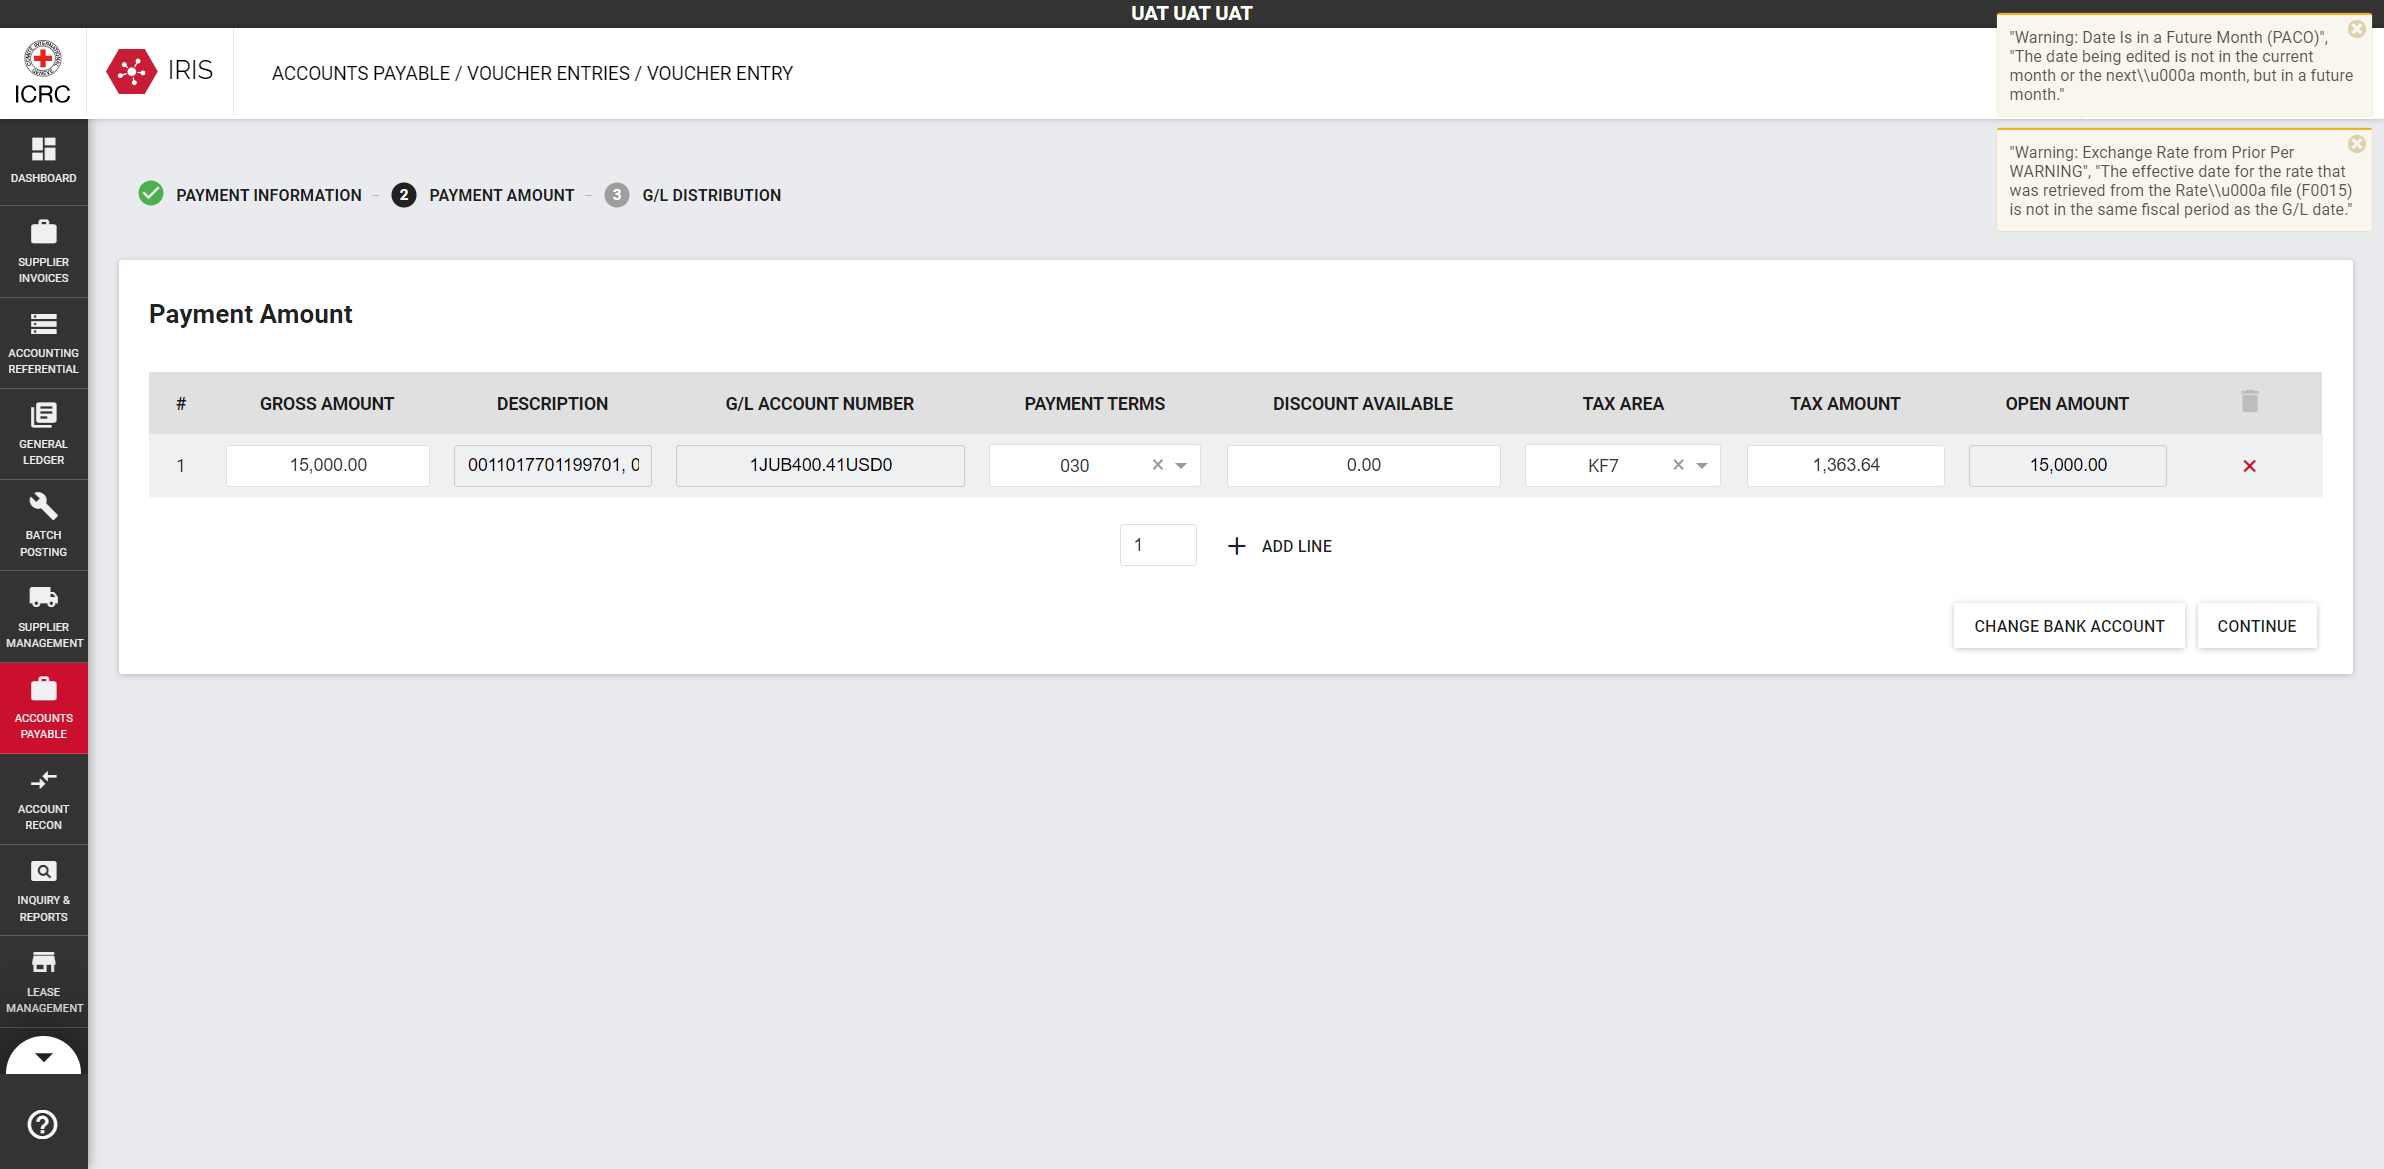 UAT UAT UAT
ICRC
IRIS
ACCOUNTS PAYABLE / VOUCHER ENTRIES / VOUCHER ENTRY
"Warning: Date Is in a Future Month (PACO)",
"The date being edited is not in the current
month or the next\\u000a month, but in a future
month."
"Warning: Exchange Rate from Prior Per
WARNING", "The effective date for the rate that
was retrieved from the Rate\\u000a file (F0015)
is not in the same fiscal period as the G/L date."
DASHBOARD
SUPPLIER
INVOICES
ACCOUNTING
REFERENTIAL
GENERAL
LEDGER
BATCH
POSTING
SUPPLIER
MANAGEMENT
ACCOUNTS
PAYABLE
ACCOUNT
RECON
INQUIRY &
REPORTS
LEASE
MANAGEMENT
PAYMENT INFORMATION – 2 PAYMENT AMOUNT – 3 G/L DISTRIBUTION
Payment Amount
# GROSS AMOUNT DESCRIPTION G/L ACCOUNT NUMBER PAYMENT TERMS DISCOUNT AVAILABLE TAX AREA TAX AMOUNT OPEN AMOUNT
1 15,000.00 0011017701199701, 0 1JUB400.41USD0 030 0.00 KF7 1,363.64 15,000.00
1 ADD LINE
CHANGE BANK ACCOUNT CONTINUE